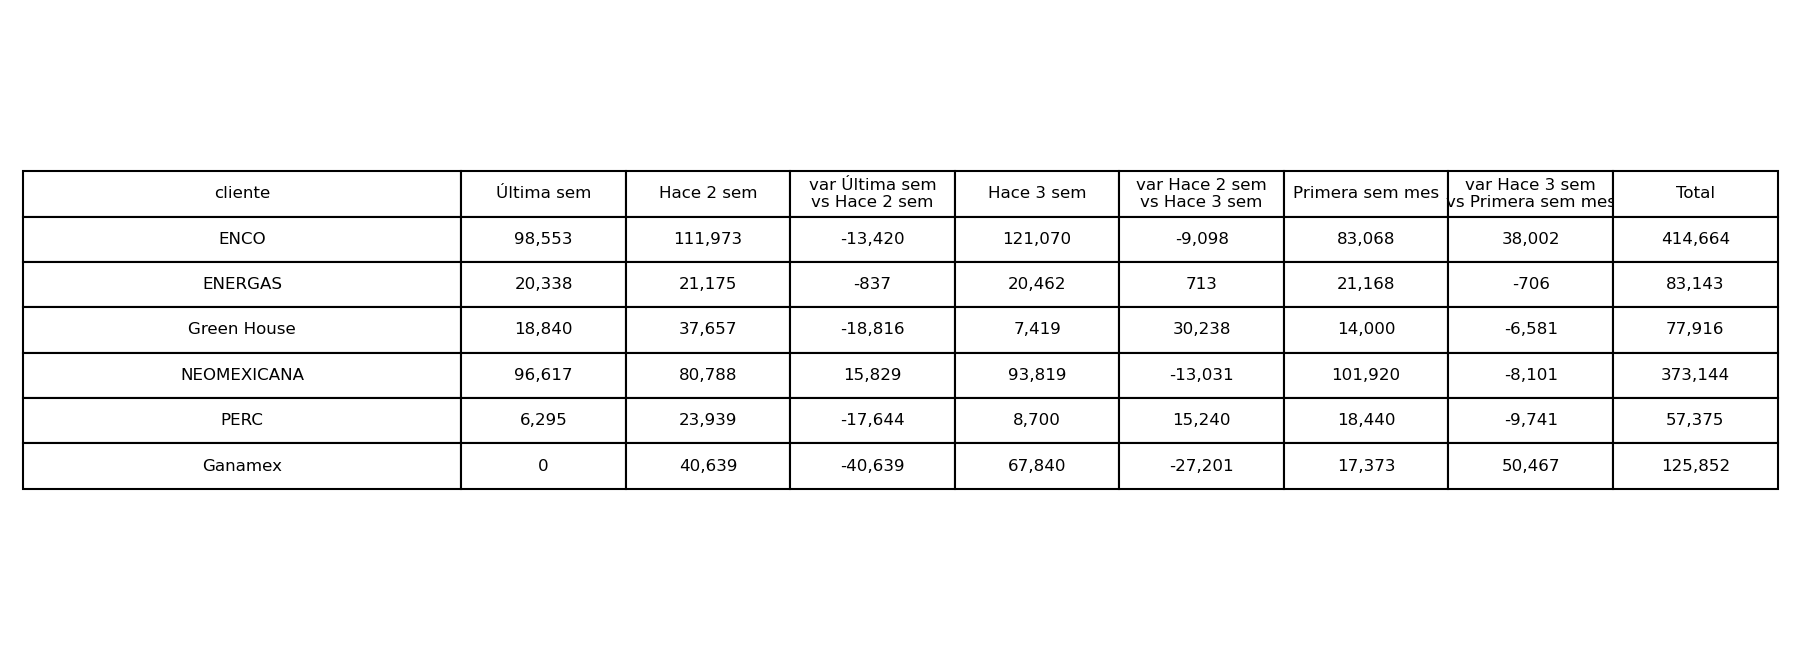 cliente Última sem Hace 2 sem var Última sem vs Hace 2 sem Hace 3 sem var Hace 2 sem vs Hace 3 sem Primera sem mes var Hace 3 sem vs Primera sem mes Total
ENCO 98,553 111,973 -13,420 121,070 -9,098 83,068 38,002 414,664
ENERGAS 20,338 21,175 -837 20,462 713 21,168 -706 83,143
Green House 18,840 37,657 -18,816 7,419 30,238 14,000 -6,581 77,916
NEOMEXICANA 96,617 80,788 15,829 93,819 -13,031 101,920 -8,101 373,144
PERC 6,295 23,939 -17,644 8,700 15,240 18,440 -9,741 57,375
Ganamex 0 40,639 -40,639 67,840 -27,201 17,373 50,467 125,852